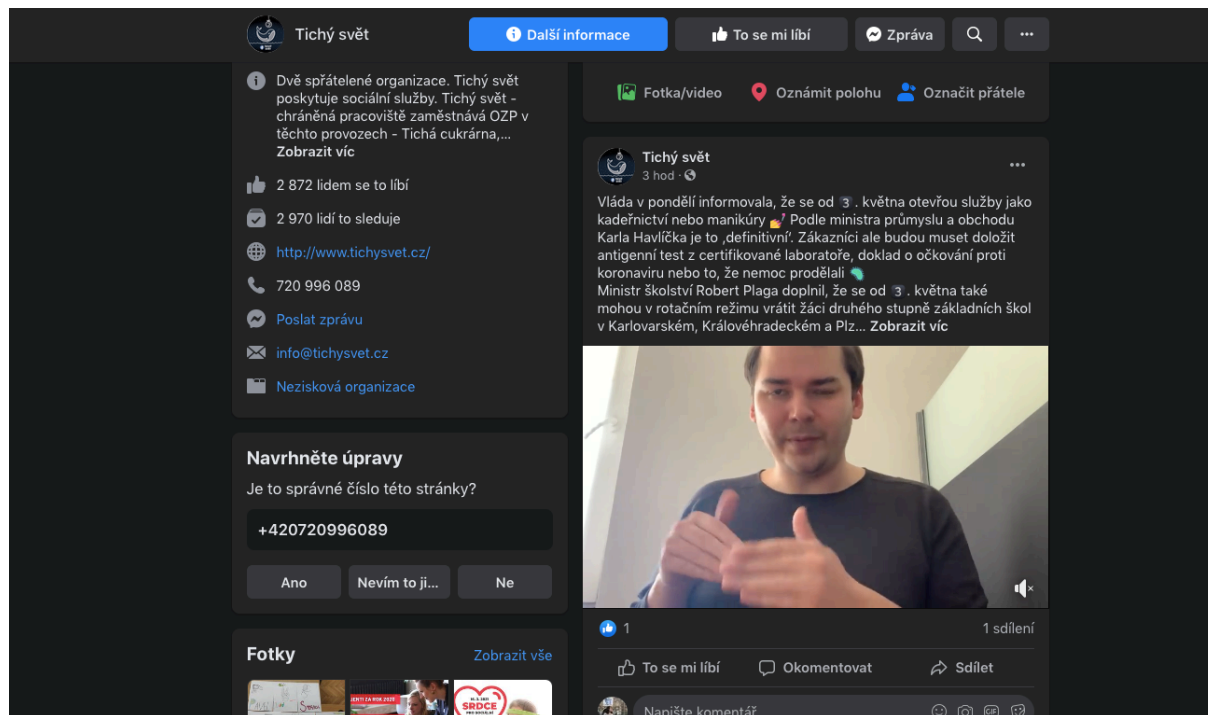 Tichý svět
Další informace
To se mi líbí
Zpráva
Dvě spřátelené organizace. Tichý svět
poskytuje sociální služby. Tichý svět -
chráněná pracoviště zaměstnává OZP v
těchto provozech - Tichá cukrárna,...
Zobrazit víc
2 872 lidem se to líbí
2 970 lidí to sleduje
http://www.tichysvet.cz/
720 996 089
Poslat zprávu
info@tichysvet.cz
Nezisková organizace
Navrhněte úpravy
Je to správné číslo této stránky?
+420720996089
Ano
Nevím to ji...
Ne
Fotky
Zobrazit vše
SRDCE
Fotka/video
Oznámit polohu
Označit přátele
Tichý svět
3 hod ·
Vláda v pondělí informovala, že se od 3 . května otevřou služby jako
kadeřnictví nebo manikúry 💅 Podle ministra průmyslu a obchodu
Karla Havlíčka je to ‚definitivní‘. Zákazníci ale budou muset doložit
antigenní test z certifikované laboratoře, doklad o očkování proti
koronaviru nebo to, že nemoc prodělali 🦠
Ministr školství Robert Plaga doplnil, že se od 3 . května také
mohou v rotačním režimu vrátit žáci druhého stupně základních škol
v Karlovarském, Královéhradeckém a Plz... Zobrazit víc
1
1 sdílení
To se mi líbí
Okomentovat
Sdílet
Napište komentář
GIF